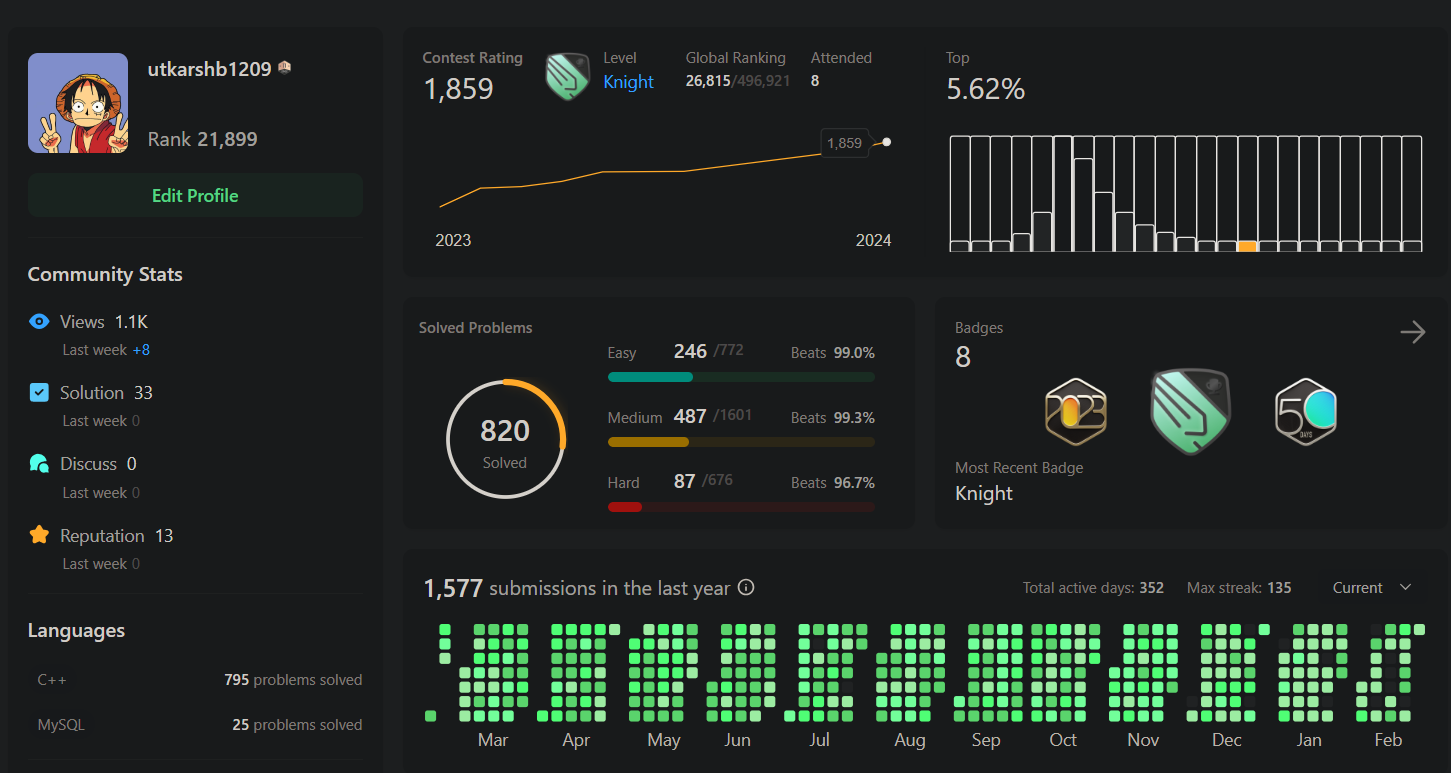 utkarshb1209
Rank 21,899
Edit Profile
Community Stats
Views 1.1K
Last week +8
Solution 33
Last week 0
Discuss 0
Last week 0
Reputation 13
Last week 0
Languages
C++ 795 problems solved
MySQL 25 problems solved
Contest Rating
1,859
Level
Knight
Global Ranking
26,815/496,921
Attended
8
1,859
2023 2024
Top
5.62%
Solved Problems
820
Solved
Easy 246 /772 Beats 99.0%
Medium 487 /1601 Beats 99.3%
Hard 87 /676 Beats 96.7%
Badges
8
2023
50
DAYS
Most Recent Badge
Knight
1,577 submissions in the last year
Total active days: 352 Max streak: 135 Current
Mar Apr May Jun Jul Aug Sep Oct Nov Dec Jan Feb